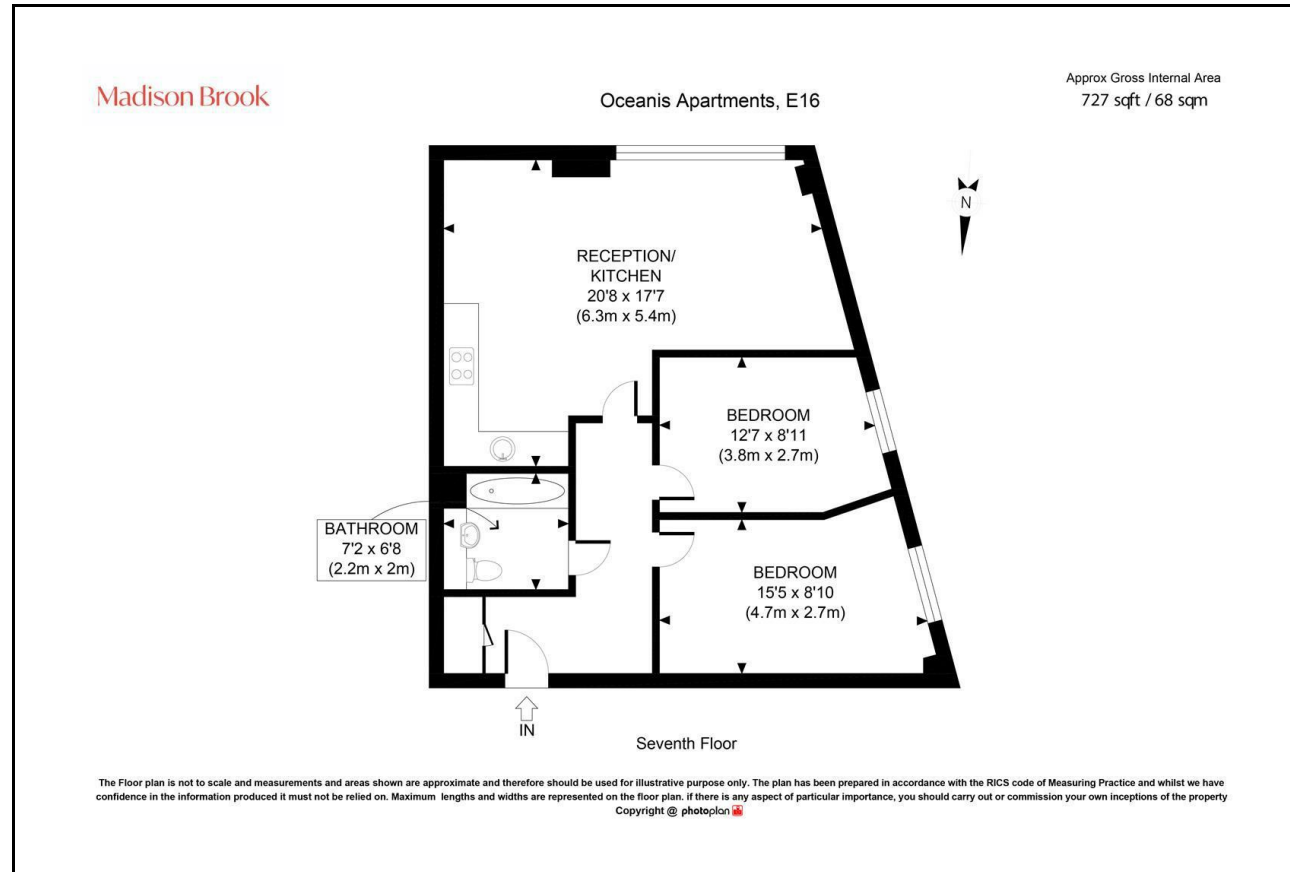 Madison Brook
Oceanis Apartments, E16
Approx Gross Internal Area
727 sqft / 68 sqm
N
RECEPTION/
KITCHEN
20'8 x 17'7
(6.3m x 5.4m)
BEDROOM
12'7 x 8'11
(3.8m x 2.7m)
BATHROOM
7'2 x 6'8
(2.2m x 2m)
BEDROOM
15'5 x 8'10
(4.7m x 2.7m)
IN
Seventh Floor
The Floor plan is not to scale and measurements and areas shown are approximate and therefore should be used for illustrative purpose only. The plan has been prepared in accordance with the RICS code of Measuring Practice and whilst we have
confidence in the information produced it must not be relied on. Maximum lengths and widths are represented on the floor plan. if there is any aspect of particular importance, you should carry out or commission your own inceptions of the property
Copyright @ photoplan